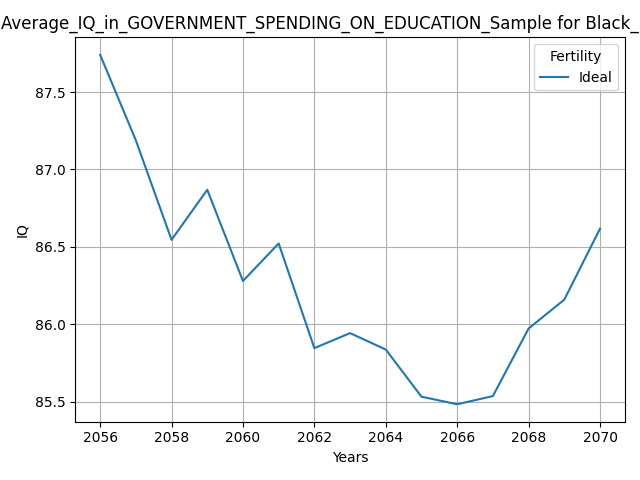 Average_IQ_in_GOVERNMENT_SPENDING_ON_EDUCATION_Sample for Black_
Fertility
Ideal
87.5
87.0
86.5
86.0
85.5
IQ
2056 2058 2060 2062 2064 2066 2068 2070
Years